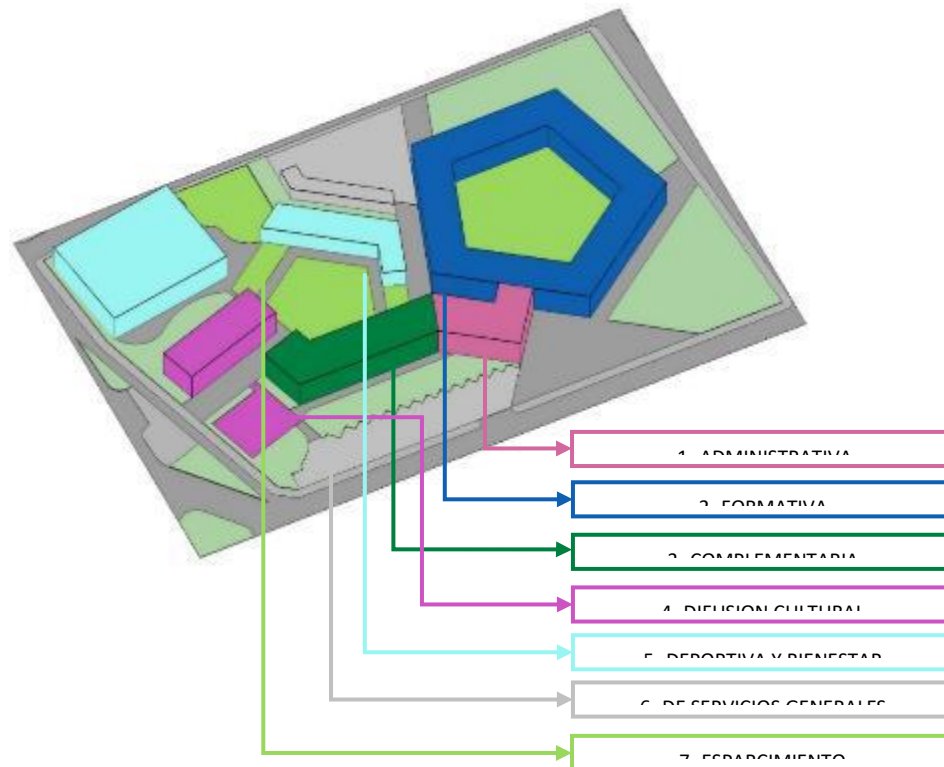 1. ADMINISTRATIVA
2. FORMATIVA
3. COMPLEMENTARIA
4. DIFUSION CULTURAL
5. DEPORTIVA Y BIENESTAR
6. DE SERVICIOS GENERALES
7. ESPARCIMIENTO